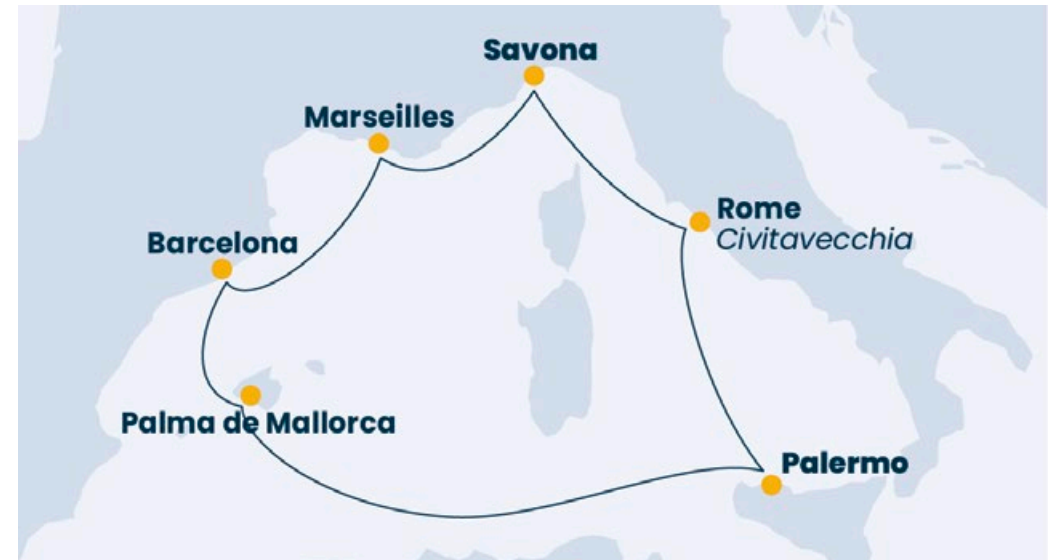 Savona
Marseilles
Rome
Civitavecchia
Barcelona
Palma de Mallorca
Palermo